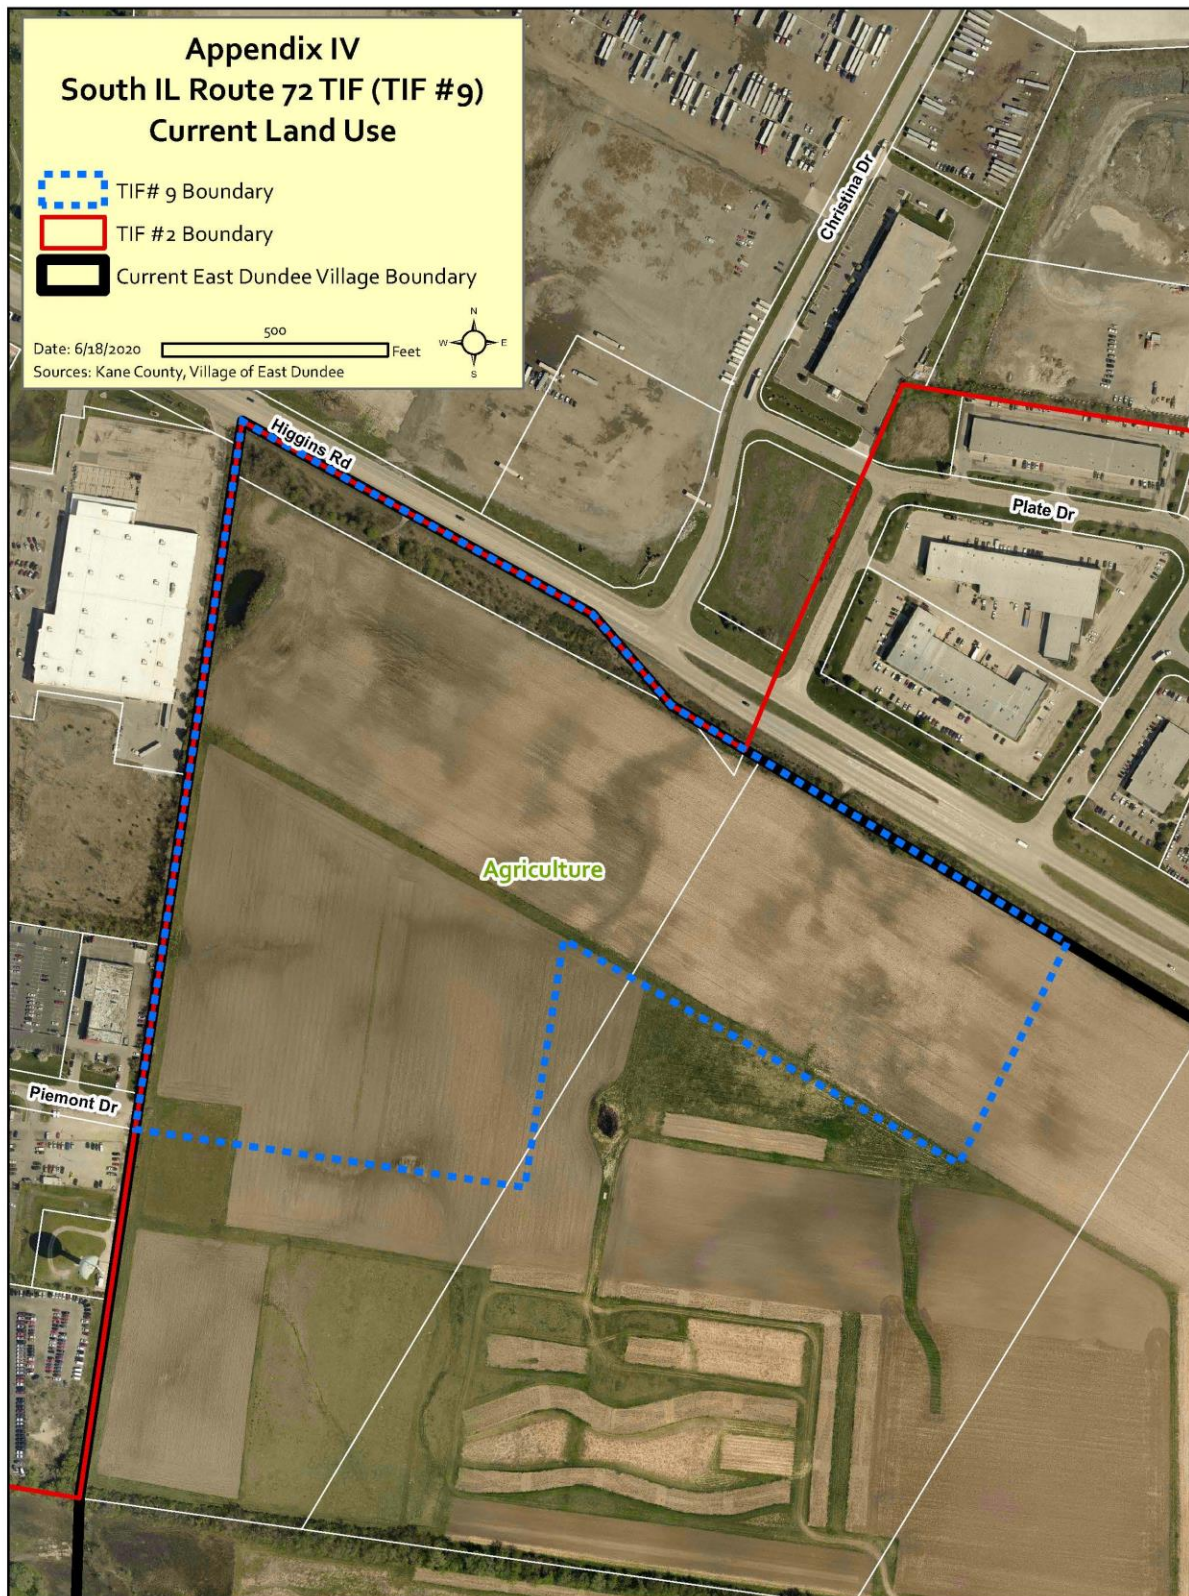 Appendix IV
South IL Route 72 TIF (TIF #9)
Current Land Use
TIF# 9 Boundary
TIF #2 Boundary
Current East Dundee Village Boundary
500
Feet
Date: 6/18/2020
Sources: Kane County, Village of East Dundee
N
W
E
S
Christina Dr
Higgins Rd
Plate Dr
Agriculture
Piemont Dr